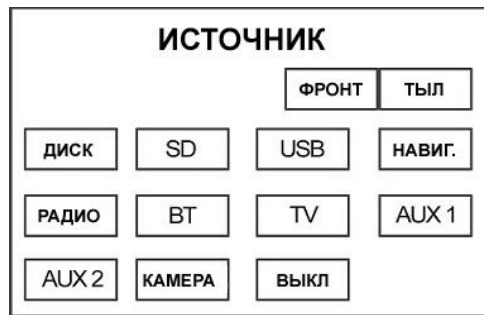 ИСТОЧНИК
ФРОНТ ТЫЛ
ДИСК SD USB НАВИГ.
РАДИО BT TV AUX 1
AUX 2 КАМЕРА ВЫКЛ